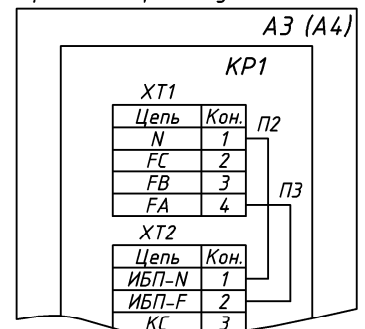 А3 (А4)
КР1
XT1
Цепь Кон.
N 1
FC 2
FB 3
FA 4
П2
П3
XT2
Цепь Кон.
ИБП-N 1
ИБП-F 2
КС 3